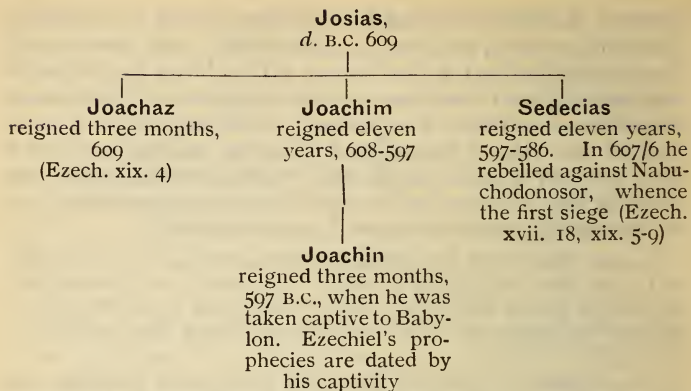 Josias,
d. B.C. 609
Joachaz
reigned three months,
609
(Ezech. xix. 4)
Joachim
reigned eleven
years, 608-597
Sedecias
reigned eleven years,
597-586. In 607/6 he
rebelled against Nabu-
chodonosor, whence
the first siege (Ezech.
xvii. 18, xix. 5-9)
Joachin
reigned three months,
597 B.C., when he was
taken captive to Baby-
lon. Ezechiel's pro-
phecies are dated by
his captivity